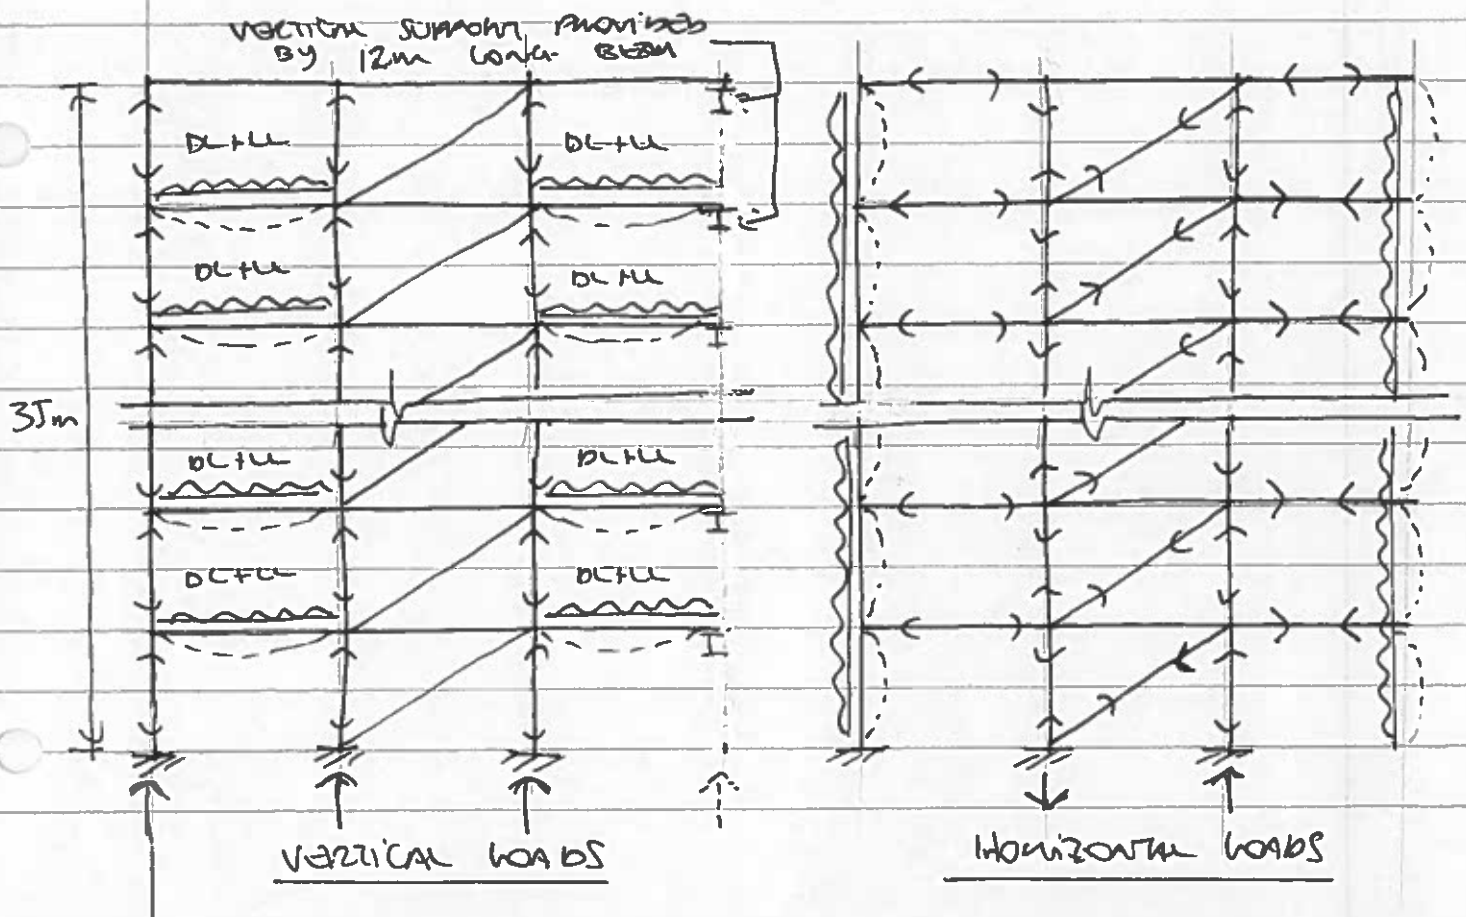 VERTICAL SUPPORT PROVIDED
BY 12m LONG BEAM
DL+LL
DL+LL
DL+LL
DL+LL
35m
DL+LL
DL+LL
DL+LL
DL+LL
VERTICAL LOADS
HORIZONTAL LOADS